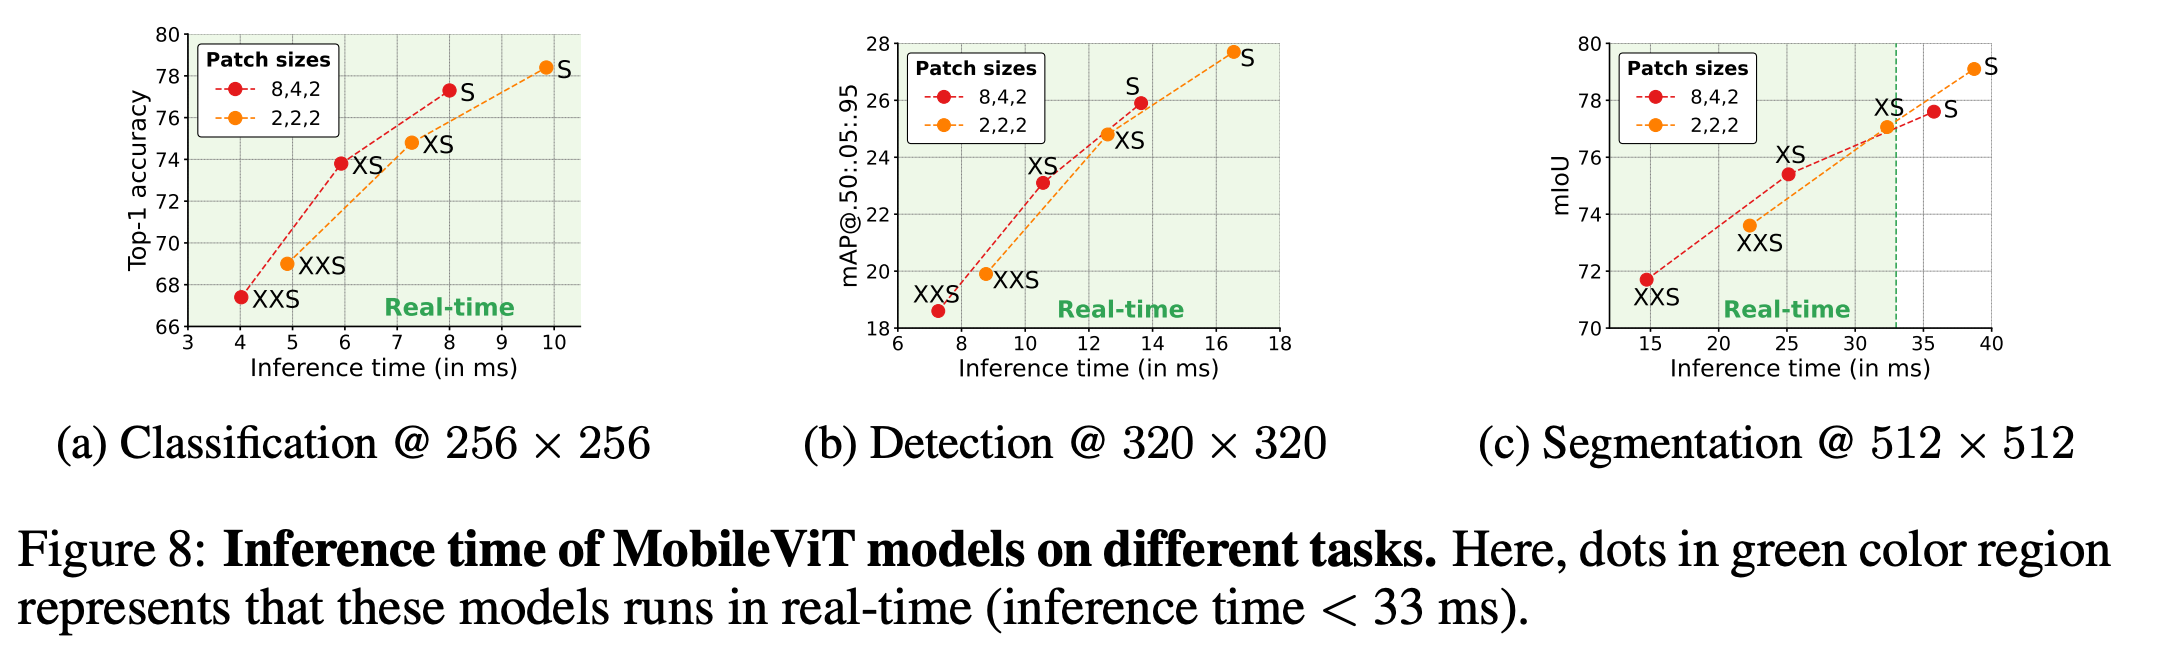 80
78
76
74
72
70
68
66
Top-1 accuracy
Patch sizes
8,4,2
2,2,2
S
S
XS
XS
XXS
XXS
Real-time
3 4 5 6 7 8 9 10
Inference time (in ms)
(a) Classification @ 256 × 256
28
26
24
22
20
18
mAP@.50:.05:.95
Patch sizes
8,4,2
2,2,2
S
S
XS
XS
XXS
XXS
Real-time
6 8 10 12 14 16 18
Inference time (in ms)
(b) Detection @ 320 × 320
80
78
76
74
72
70
mIoU
Patch sizes
8,4,2
2,2,2
S
XS
S
XS
XXS
XXS
Real-time
15 20 25 30 35 40
Inference time (in ms)
(c) Segmentation @ 512 × 512
Figure 8: Inference time of MobileViT models on different tasks. Here, dots in green color region
represents that these models runs in real-time (inference time < 33 ms).